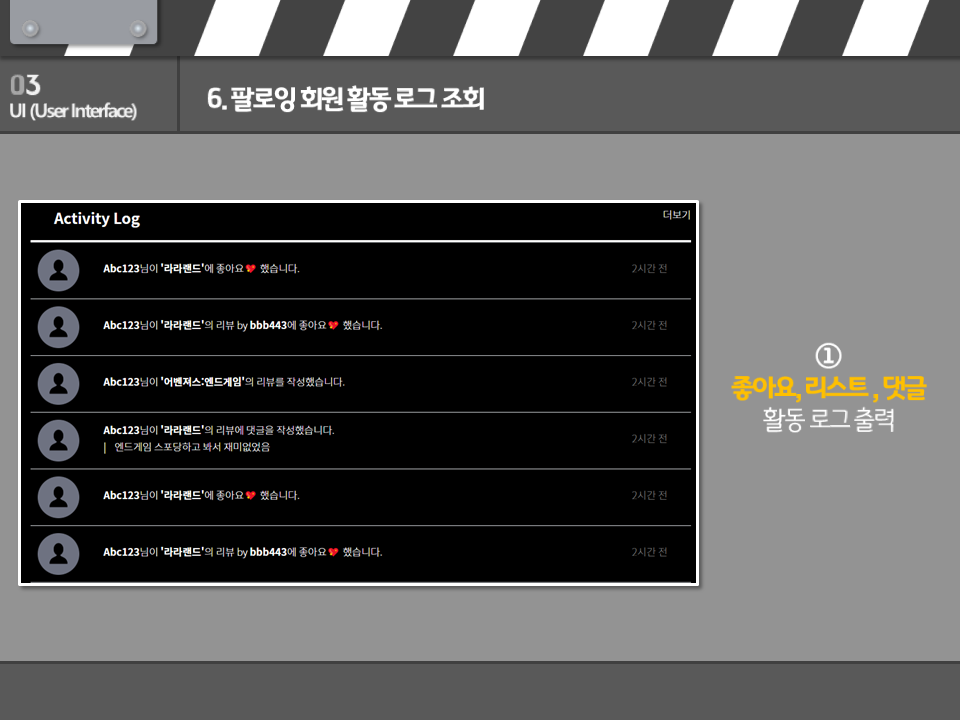 03
UI (User Interface)
6. 팔로잉 회원 활동 로그 조회
Activity Log
더보기
Abc123님이 '라라랜드'에 좋아요💖 했습니다.
2시간 전
Abc123님이 '라라랜드'의 리뷰 by bbb443에 좋아요💖 했습니다.
2시간 전
Abc123님이 '어벤져스:엔드게임'의 리뷰를 작성했습니다.
2시간 전
Abc123님이 '라라랜드'의 리뷰에 댓글을 작성했습니다.
| 엔드게임 스포당하고 봐서 재미없었음
2시간 전
Abc123님이 '라라랜드'에 좋아요💖 했습니다.
2시간 전
Abc123님이 '라라랜드'의 리뷰 by bbb443에 좋아요💖 했습니다.
2시간 전
①
좋아요, 리스트 , 댓글
활동 로그 출력